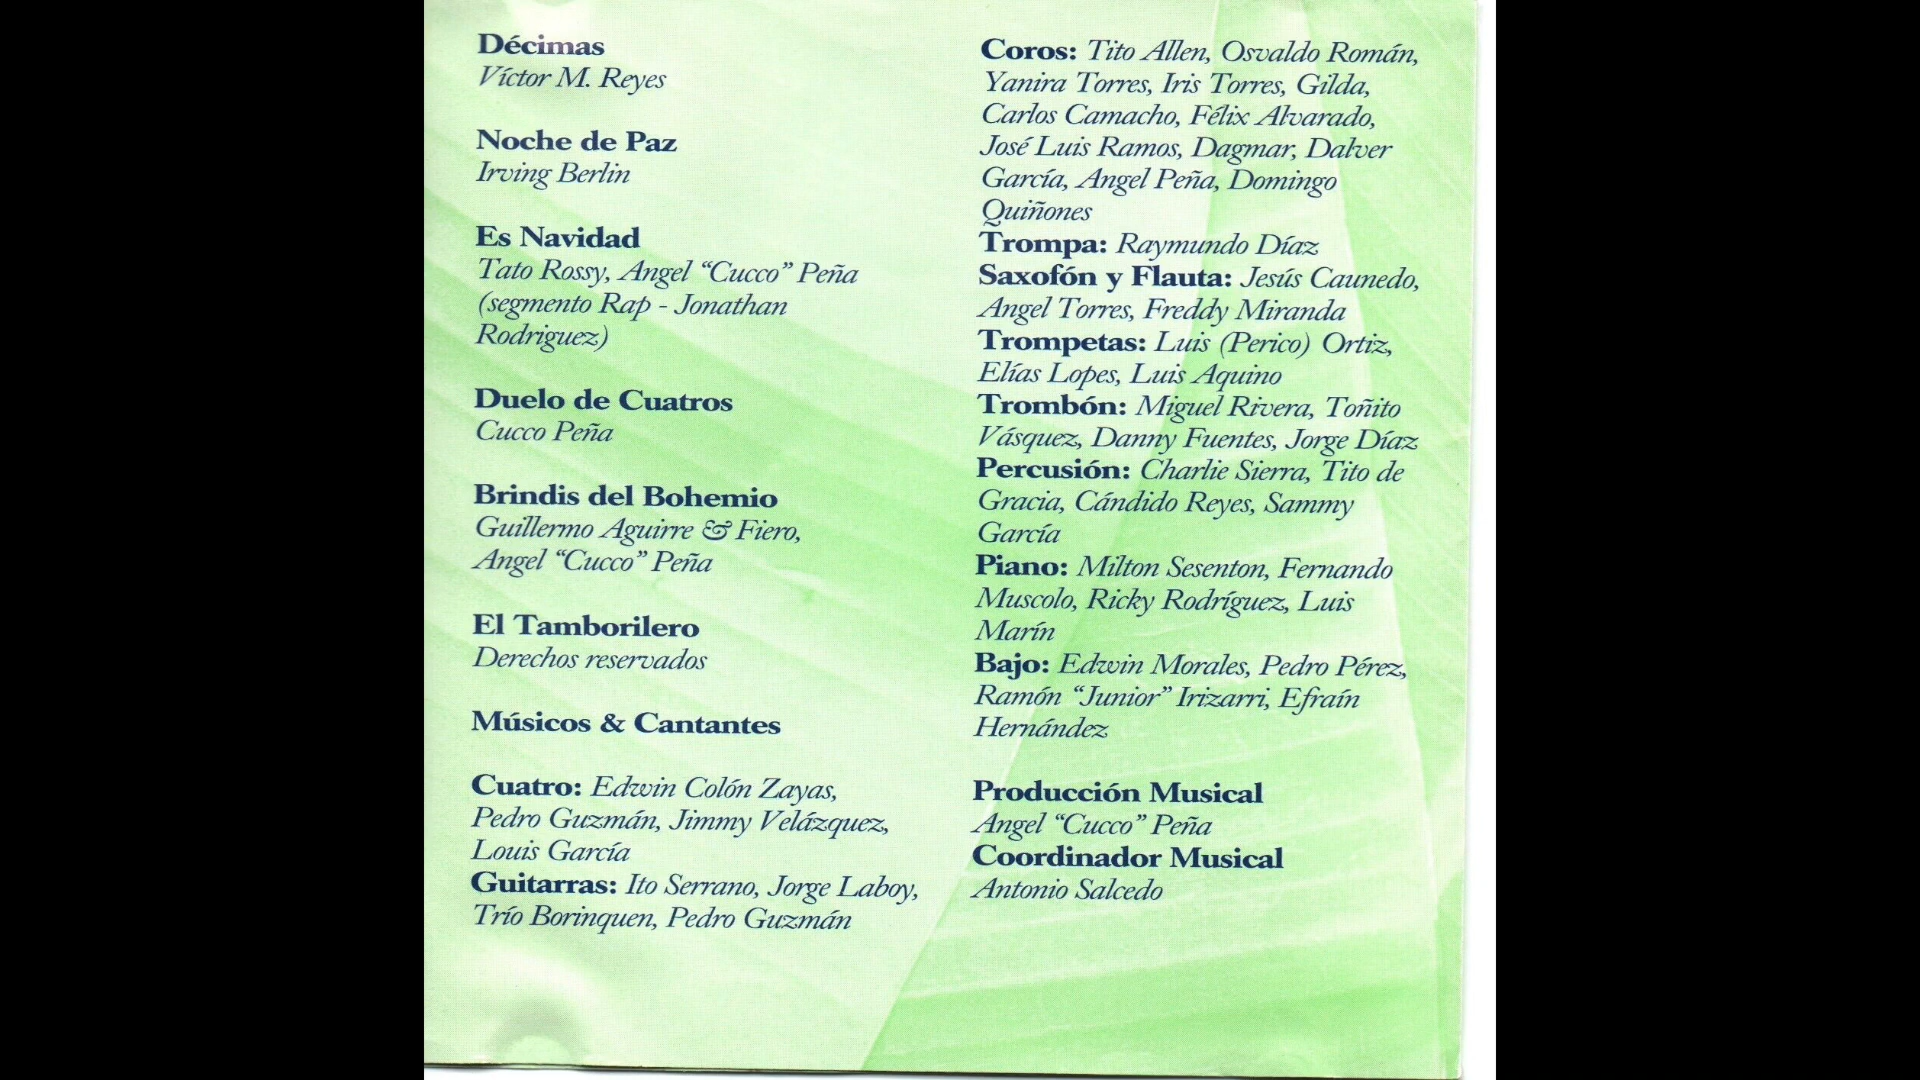 Décimas
Víctor M. Reyes
Noche de Paz
Irving Berlin
Es Navidad
Tato Rossy, Angel “Cucco” Peña
(segmento Rap - Jonathan
Rodriguez)
Duelo de Cuatros
Cucco Peña
Brindis del Bohemio
Guillermo Aguirre & Fiero,
Angel “Cucco” Peña
El Tamborilero
Derechos reservados
Músicos & Cantantes
Cuatro: Edwin Colón Zayas,
Pedro Guzmán, Jimmy Velázquez,
Louis García
Guitarras: Ito Serrano, Jorge Laboy,
Trío Borinquen, Pedro Guzmán
Coros: Tito Allen, Osvaldo Román,
Yanira Torres, Iris Torres, Gilda,
Carlos Camacho, Félix Alvarado,
José Luis Ramos, Dagmar, Dalver
García, Angel Peña, Domingo
Quiñones
Trompa: Raymundo Díaz
Saxofón y Flauta: Jesús Caunedo,
Angel Torres, Freddy Miranda
Trompetas: Luis (Perico) Ortiz,
Elías Lopes, Luis Aquino
Trombón: Miguel Rivera, Toñito
Vásquez, Danny Fuentes, Jorge Díaz
Percusión: Charlie Sierra, Tito de
Gracia, Cándido Reyes, Sammy
García
Piano: Milton Sesenton, Fernando
Muscolo, Ricky Rodríguez, Luis
Marín
Bajo: Edwin Morales, Pedro Pérez,
Ramón “Junior” Irizarri, Efraín
Hernández
Producción Musical
Angel “Cucco” Peña
Coordinador Musical
Antonio Salcedo